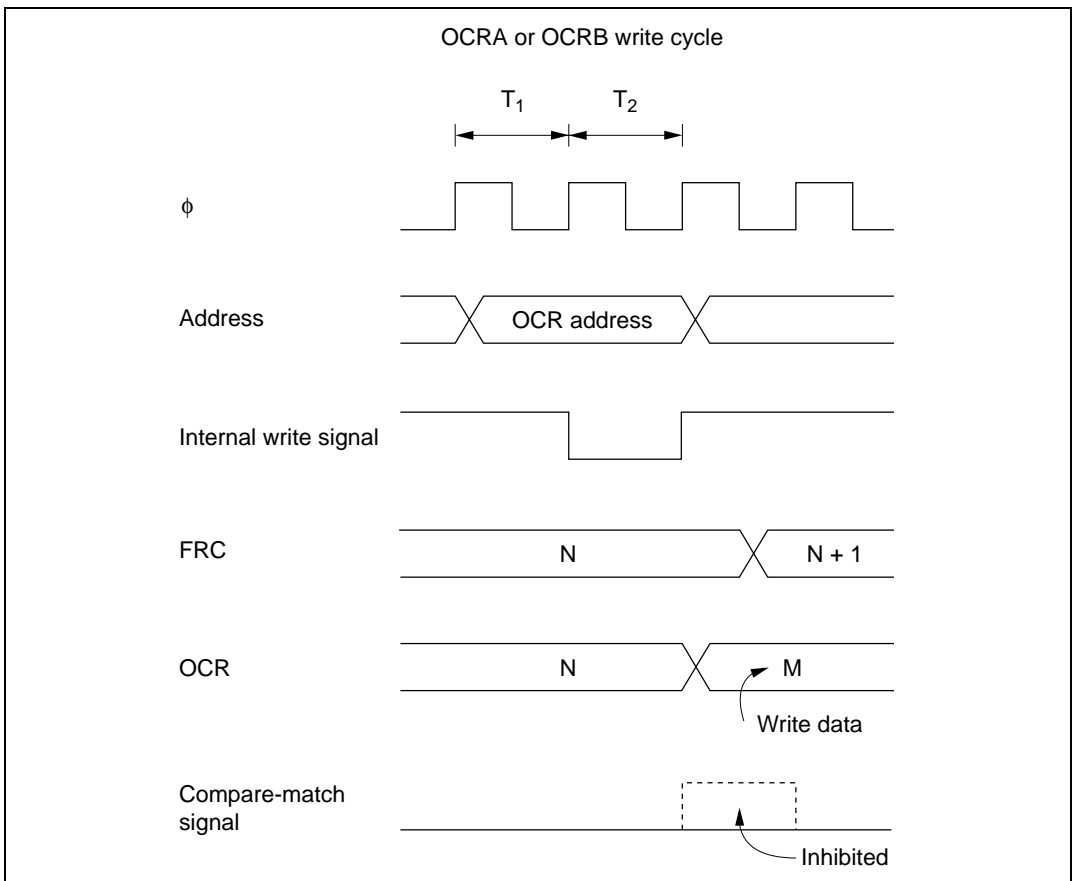 OCRA or OCRB write cycle
T1 T2
ϕ
Address OCR address
Internal write signal
FRC N N + 1
OCR N M
Write data
Compare-match
signal
Inhibited